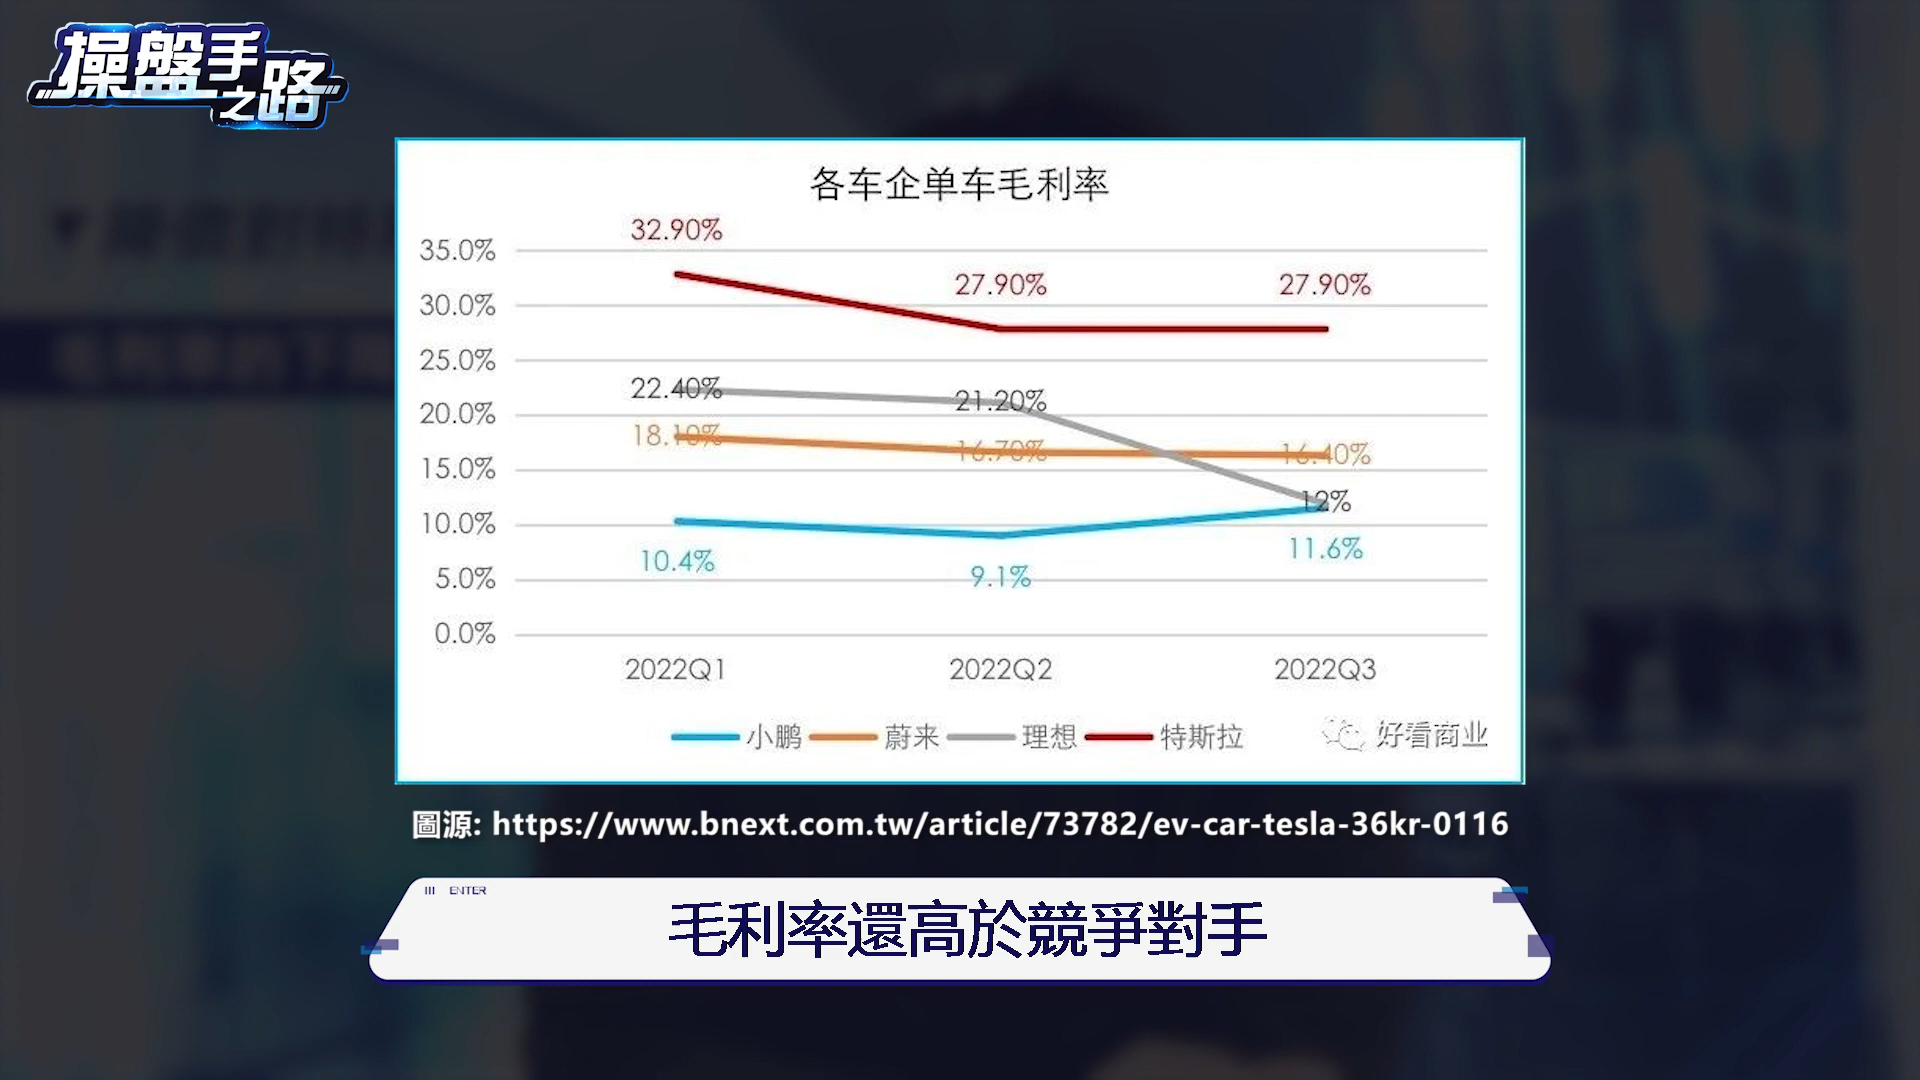 操盤手之路
各车企单车毛利率
32.90%
35.0%
27.90%
27.90%
30.0%
25.0%
22.40%
21.20%
20.0%
18.10%
16.70%
16.40%
15.0%
12%
10.0%
10.4%
9.1%
11.6%
5.0%
0.0%
2022Q1 2022Q2 2022Q3
小鹏 蔚来 理想 特斯拉
好看商业
圖源: https://www.bnext.com.tw/article/73782/ev-car-tesla-36kr-0116
III ENTER
毛利率還高於競爭對手